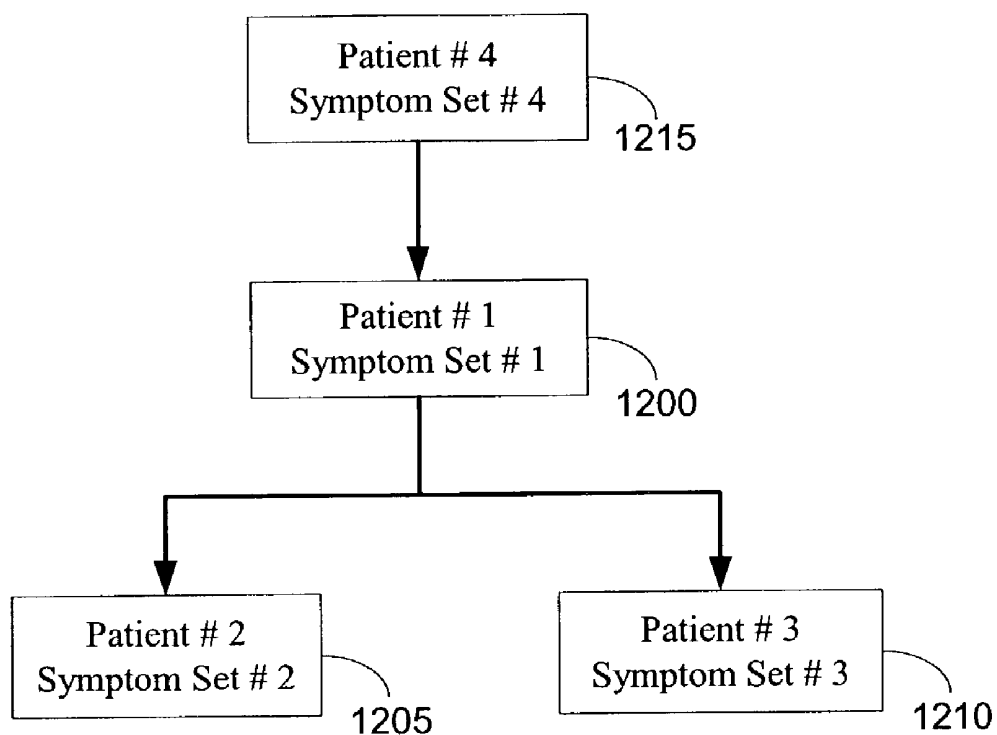 Patient # 4
Symptom Set # 4
1215
Patient # 1
Symptom Set # 1
1200
Patient # 2
Symptom Set # 2
1205
Patient # 3
Symptom Set # 3
1210